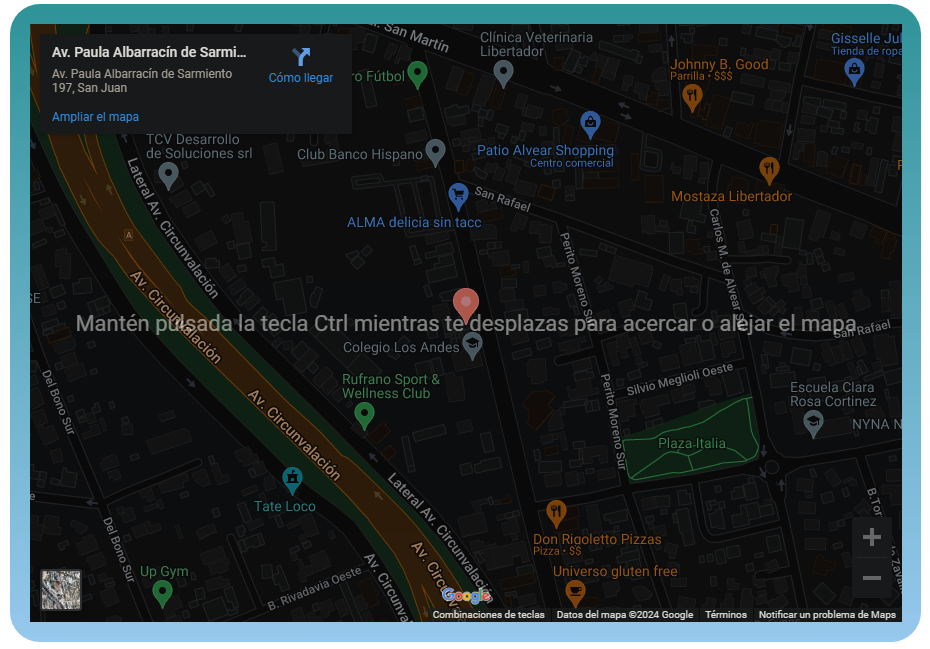 Av. San Martín
Clínica Veterinaria
Libertador
Gisselle Jul
Tienda de ropa
Av. Paula Albarracín de Sarmi...
Av. Paula Albarracín de Sarmiento
197, San Juan
Cómo llegar
Ampliar el mapa
ro Fútbol
Johnny B. Good
Parrilla • $$$
TCV Desarrollo
de Soluciones srl
Club Banco Hispano
Patio Alvear Shopping
Centro comercial
Lateral Av. Circunvalación
San Rafael
Mostaza Libertador
ALMA delicia sin tacc
Carlos M. de Alvear Sur
Perito Moreno Sur
A
Av. Circunvalación
SE
Mantén pulsada la tecla Ctrl mientras te desplazas para acercar o alejar el mapa
San Rafael
Colegio Los Andes
Silvio Meglioli Oeste
Rufrano Sport &
Wellness Club
Del Bono Sur
Perito Moreno Sur
Escuela Clara
Rosa Cortinez
Av. Circunvalación
NYNA N
Plaza Italia
Tate Loco
Lateral Av. Circunvalación
B. Tor
Del Bono Sur
Don Rigoletto Pizzas
Pizza • $$
Av. Circunvalación
Up Gym
B. Rivadavia Oeste
Av. Circunval
Universo gluten free
Google
Combinaciones de teclas
Datos del mapa ©2024 Google
Términos
Notificar un problema de Maps